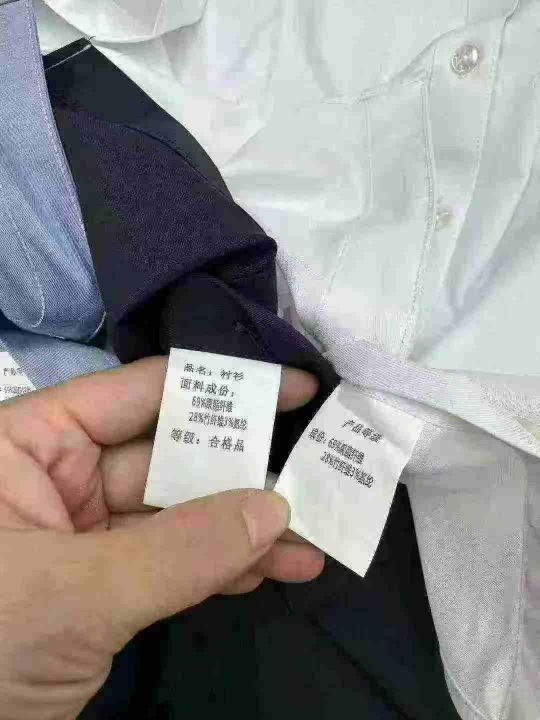 品名：衬衫
面料成份：
69%聚酯纤维
28%竹纤维3%氨纶
等级：合格品
产品等级
成份：69%聚酯纤维
28%竹纤维3%氨纶